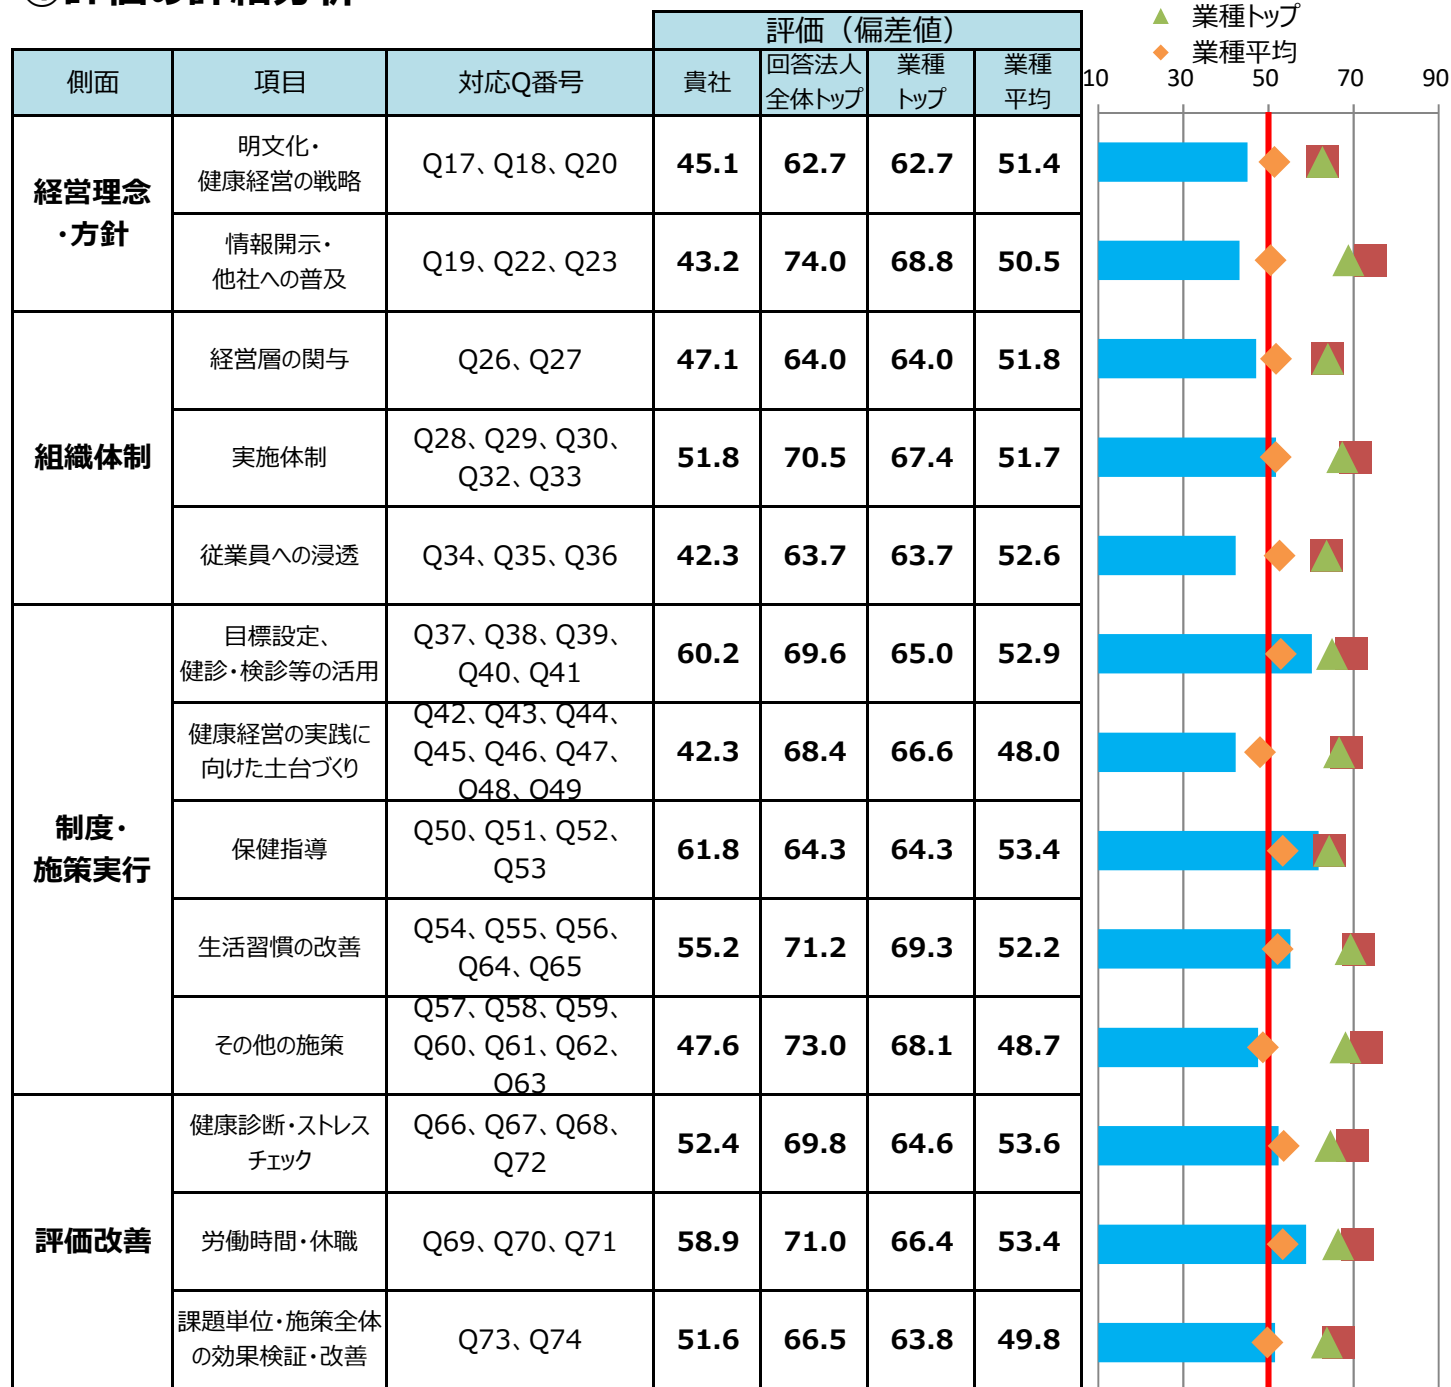 ①評価の詳細分析
▲ 業種トップ
◆ 業種平均
評価（偏差値）
側面 項目 対応Q番号 貴社 回答法人全体トップ 業種トップ 業種平均
10 30 50 70 90
経営理念・方針
明文化・健康経営の戦略 Q17、Q18、Q20 45.1 62.7 62.7 51.4
情報開示・他社への普及 Q19、Q22、Q23 43.2 74.0 68.8 50.5
組織体制
経営層の関与 Q26、Q27 47.1 64.0 64.0 51.8
実施体制 Q28、Q29、Q30、Q32、Q33 51.8 70.5 67.4 51.7
従業員への浸透 Q34、Q35、Q36 42.3 63.7 63.7 52.6
制度・施策実行
目標設定、健診・検診等の活用 Q37、Q38、Q39、Q40、Q41 60.2 69.6 65.0 52.9
健康経営の実践に向けた土台づくり Q42、Q43、Q44、Q45、Q46、Q47、Q48、Q49 42.3 68.4 66.6 48.0
保健指導 Q50、Q51、Q52、Q53 61.8 64.3 64.3 53.4
生活習慣の改善 Q54、Q55、Q56、Q64、Q65 55.2 71.2 69.3 52.2
その他の施策 Q57、Q58、Q59、Q60、Q61、Q62、Q63 47.6 73.0 68.1 48.7
評価改善
健康診断・ストレスチェック Q66、Q67、Q68、Q72 52.4 69.8 64.6 53.6
労働時間・休職 Q69、Q70、Q71 58.9 71.0 66.4 53.4
課題単位・施策全体の効果検証・改善 Q73、Q74 51.6 66.5 63.8 49.8